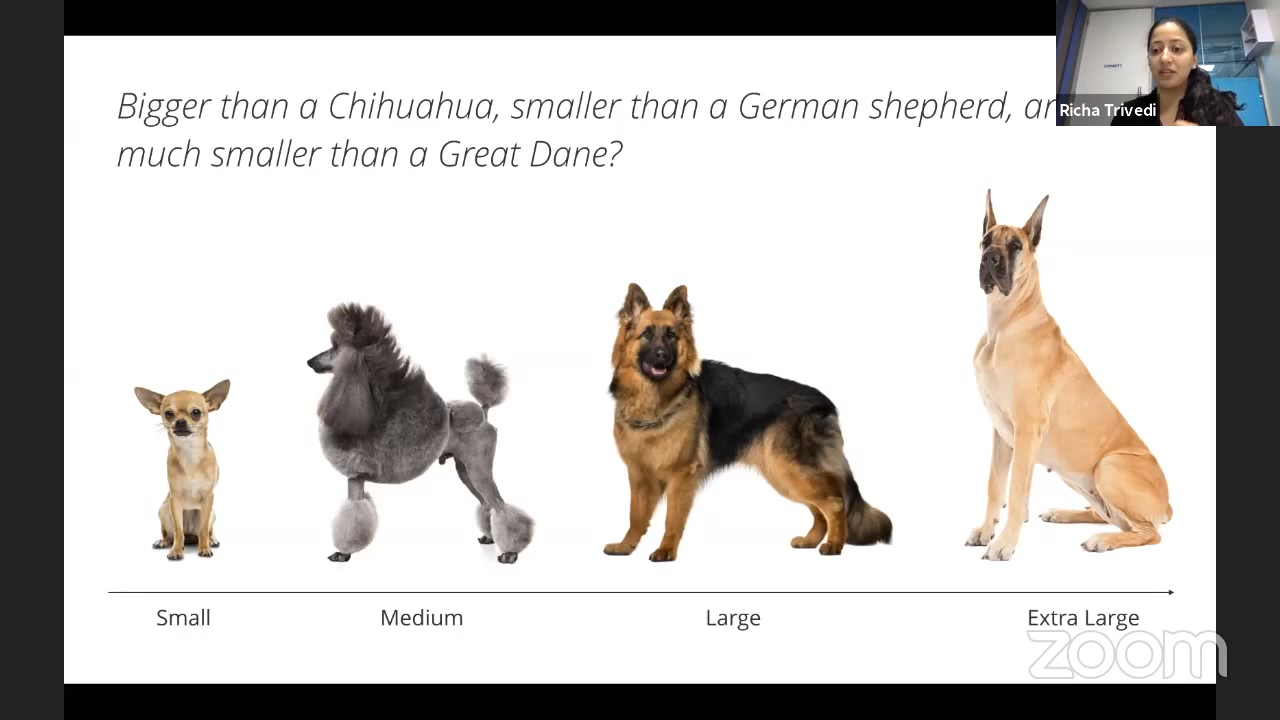 Bigger than a Chihuahua, smaller than a German shepherd,
much smaller than a Great Dane?
Richa Trivedi
Small
Medium
Large
Extra Large
zoom